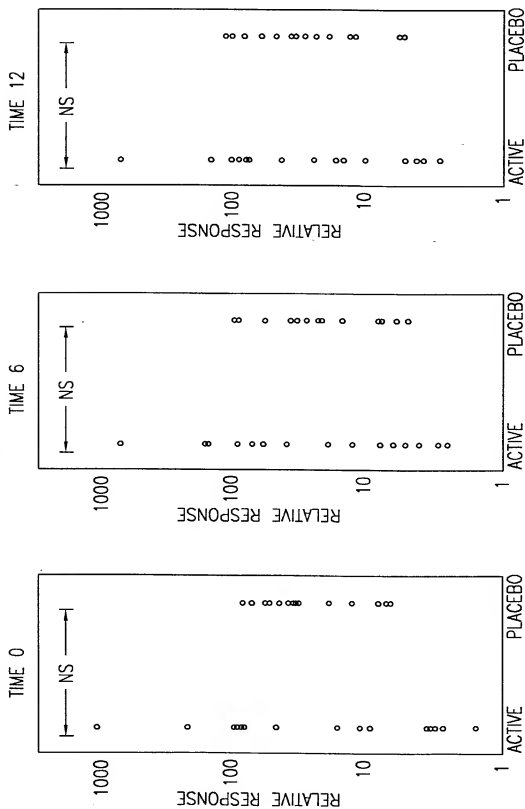 TIME 0
NS
RELATIVE RESPONSE
1000
100
10
1
ACTIVE
PLACEBO
TIME 6
NS
RELATIVE RESPONSE
1000
100
10
1
ACTIVE
PLACEBO
TIME 12
NS
RELATIVE RESPONSE
1000
100
10
1
ACTIVE
PLACEBO